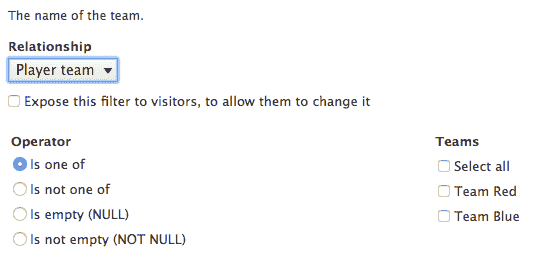 The name of the team.
Relationship
Player team
Expose this filter to visitors, to allow them to change it
Operator
Is one of
Is not one of
Is empty (NULL)
Is not empty (NOT NULL)
Teams
Select all
Team Red
Team Blue